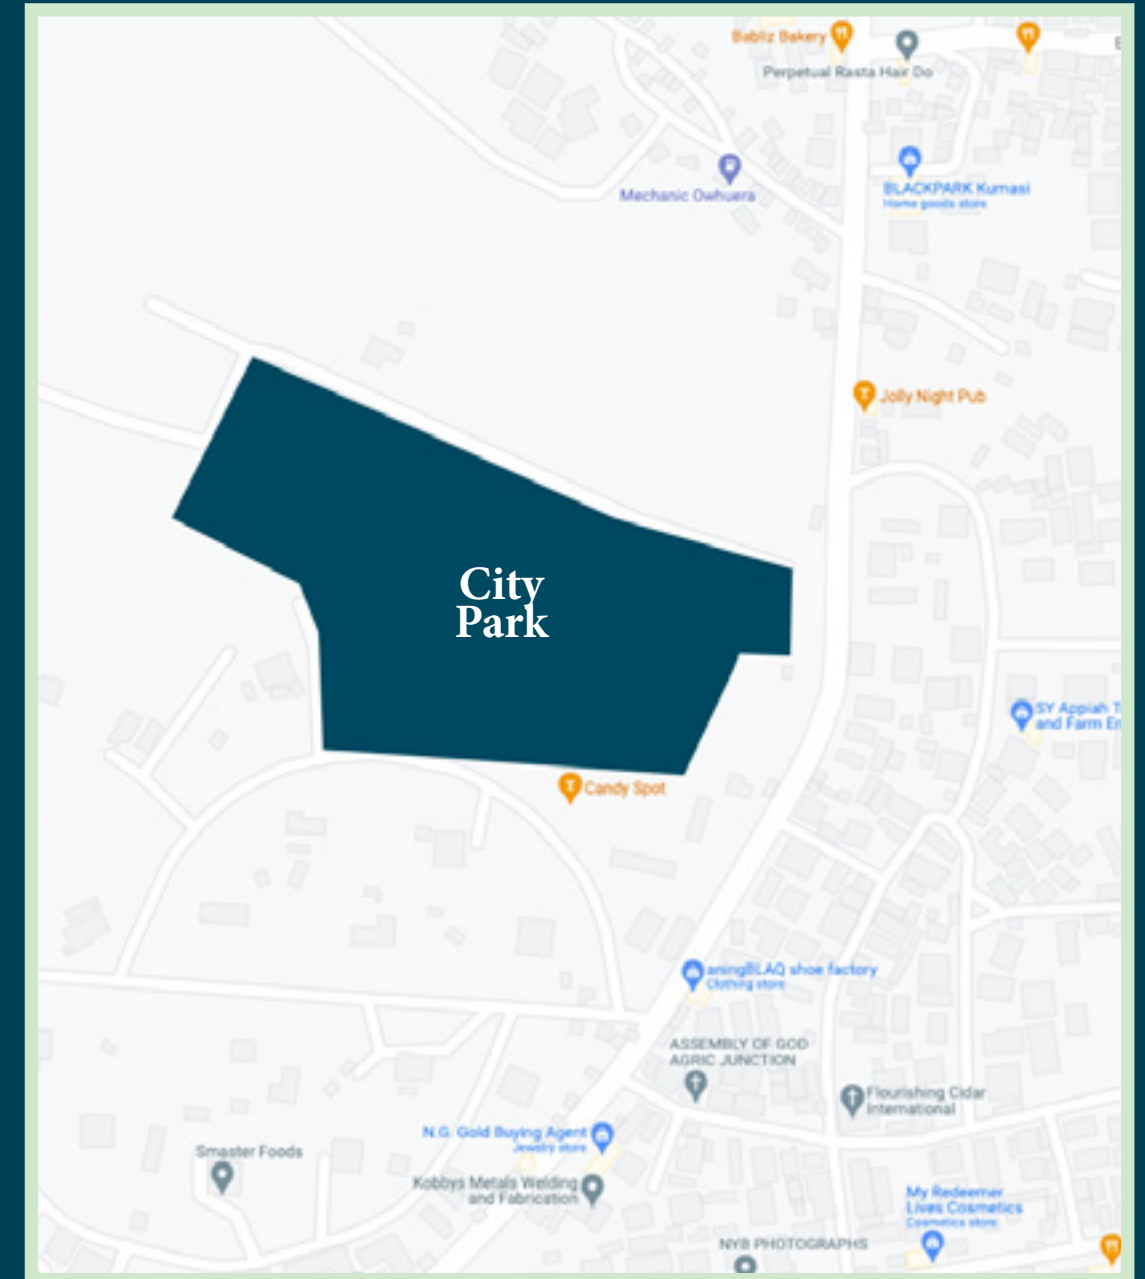 Babliz Bakery
Perpetual Rasta Hair Do
Mechanic Owhuera
BLACKPARK Kumasi
Home goods store
Jolly Night Pub
City
Park
SY Appiah T
and Farm En
Candy Spot
aningBLAQ shoe factory
Clothing store
ASSEMBLY OF GOD
AGRIC JUNCTION
Flourishing Cidar
International
N.G. Gold Buying Agent
Jewelry store
Smaster Foods
Kobbys Metals Welding
and Fabrication
My Redeemer
Lives Cosmetics
Cosmetics store
NYB PHOTOGRAPHS